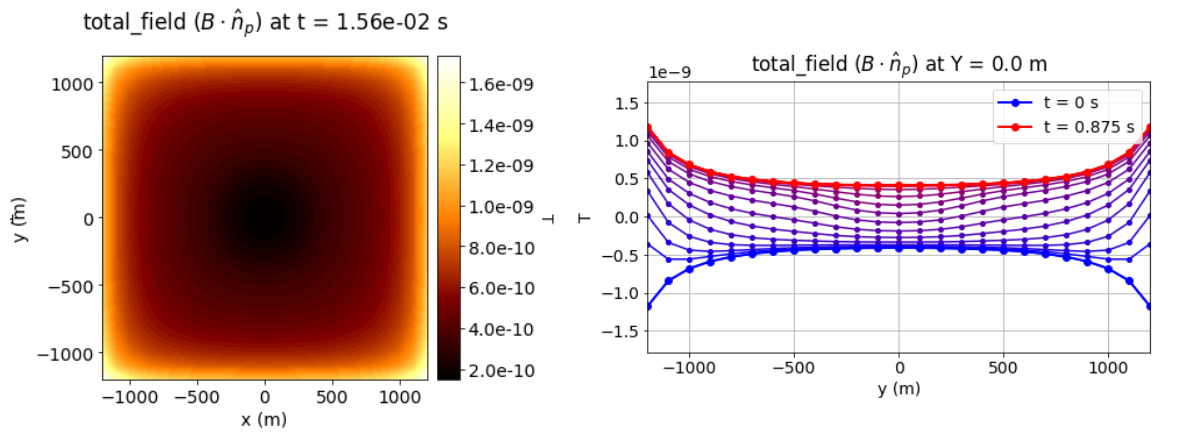 total_field (B · n̂ₚ) at t = 1.56e-02 s
1000
500
0
−500
−1000
y (m)
−1000 −500 0 500 1000
x (m)
1.6e-09
1.4e-09
1.2e-09
1.0e-09
8.0e-10
6.0e-10
4.0e-10
2.0e-10
T
total_field (B · n̂ₚ) at Y = 0.0 m
1e−9
1.5
1.0
0.5
0.0
−0.5
−1.0
−1.5
T
t = 0 s
t = 0.875 s
−1000 −500 0 500 1000
y (m)